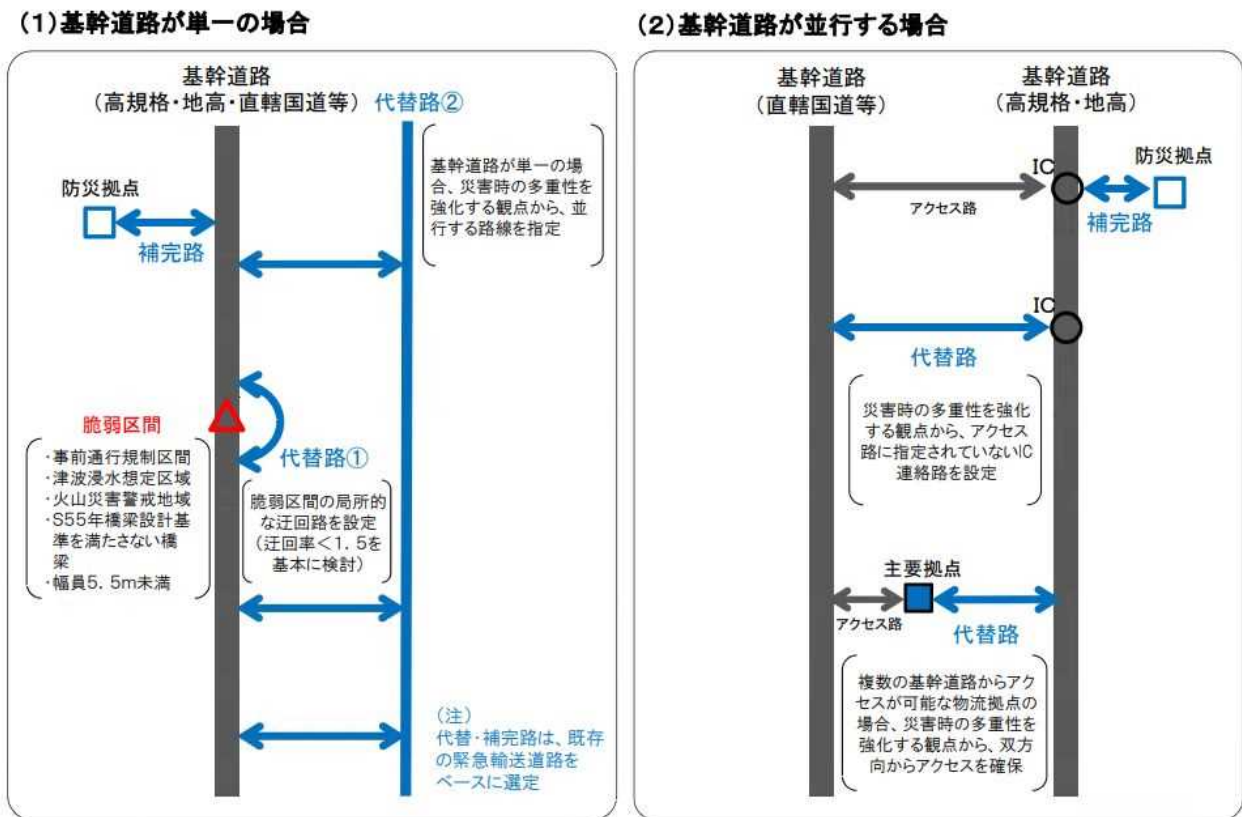 (1)基幹道路が単一の場合
基幹道路
(高規格・地高・直轄国道等)
代替路②
基幹道路が単一の場
合、災害時の多重性を
強化する観点から、並
行する路線を指定
防災拠点
補完路
脆弱区間
・事前通行規制区間
・津波浸水想定区域
・火山災害警戒地域
・S55年橋梁設計基
準を満たさない橋
梁
・幅員5.5m未満
代替路①
脆弱区間の局所的
な迂回路を設定
(迂回率<1.5を
基本に検討)
(注)
代替・補完路は、既存
の緊急輸送道路を
ベースに選定
(2)基幹道路が並行する場合
基幹道路
(直轄国道等)
基幹道路
(高規格・地高)
IC
防災拠点
アクセス路
補完路
IC
代替路
災害時の多重性を強化
する観点から、アクセス
路に指定されていないIC
連絡路を設定
主要拠点
アクセス路
代替路
複数の基幹道路からアク
セスが可能な物流拠点の
場合、災害時の多重性を
強化する観点から、双方
向からアクセスを確保